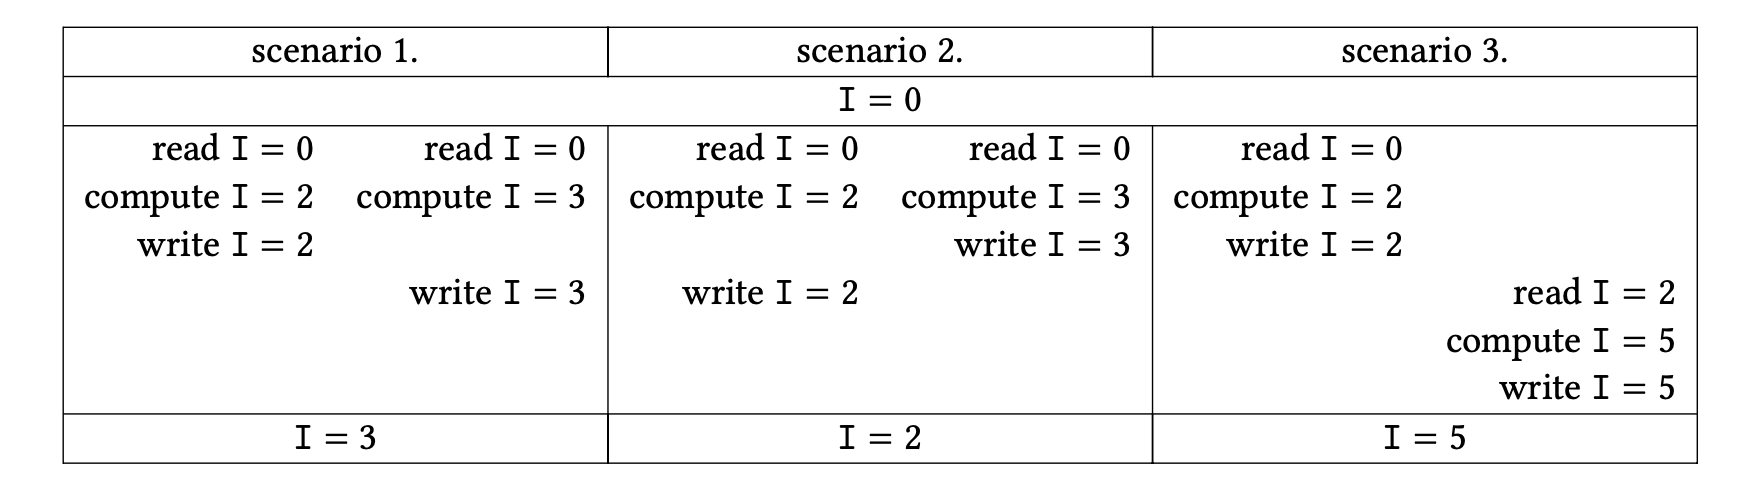 scenario 1. scenario 2. scenario 3.
I = 0
read I = 0 read I = 0 read I = 0 read I = 0 read I = 0
compute I = 2 compute I = 3 compute I = 2 compute I = 3 compute I = 2
write I = 2 write I = 3 write I = 2
write I = 3 write I = 2 read I = 2
compute I = 5
write I = 5
I = 3 I = 2 I = 5